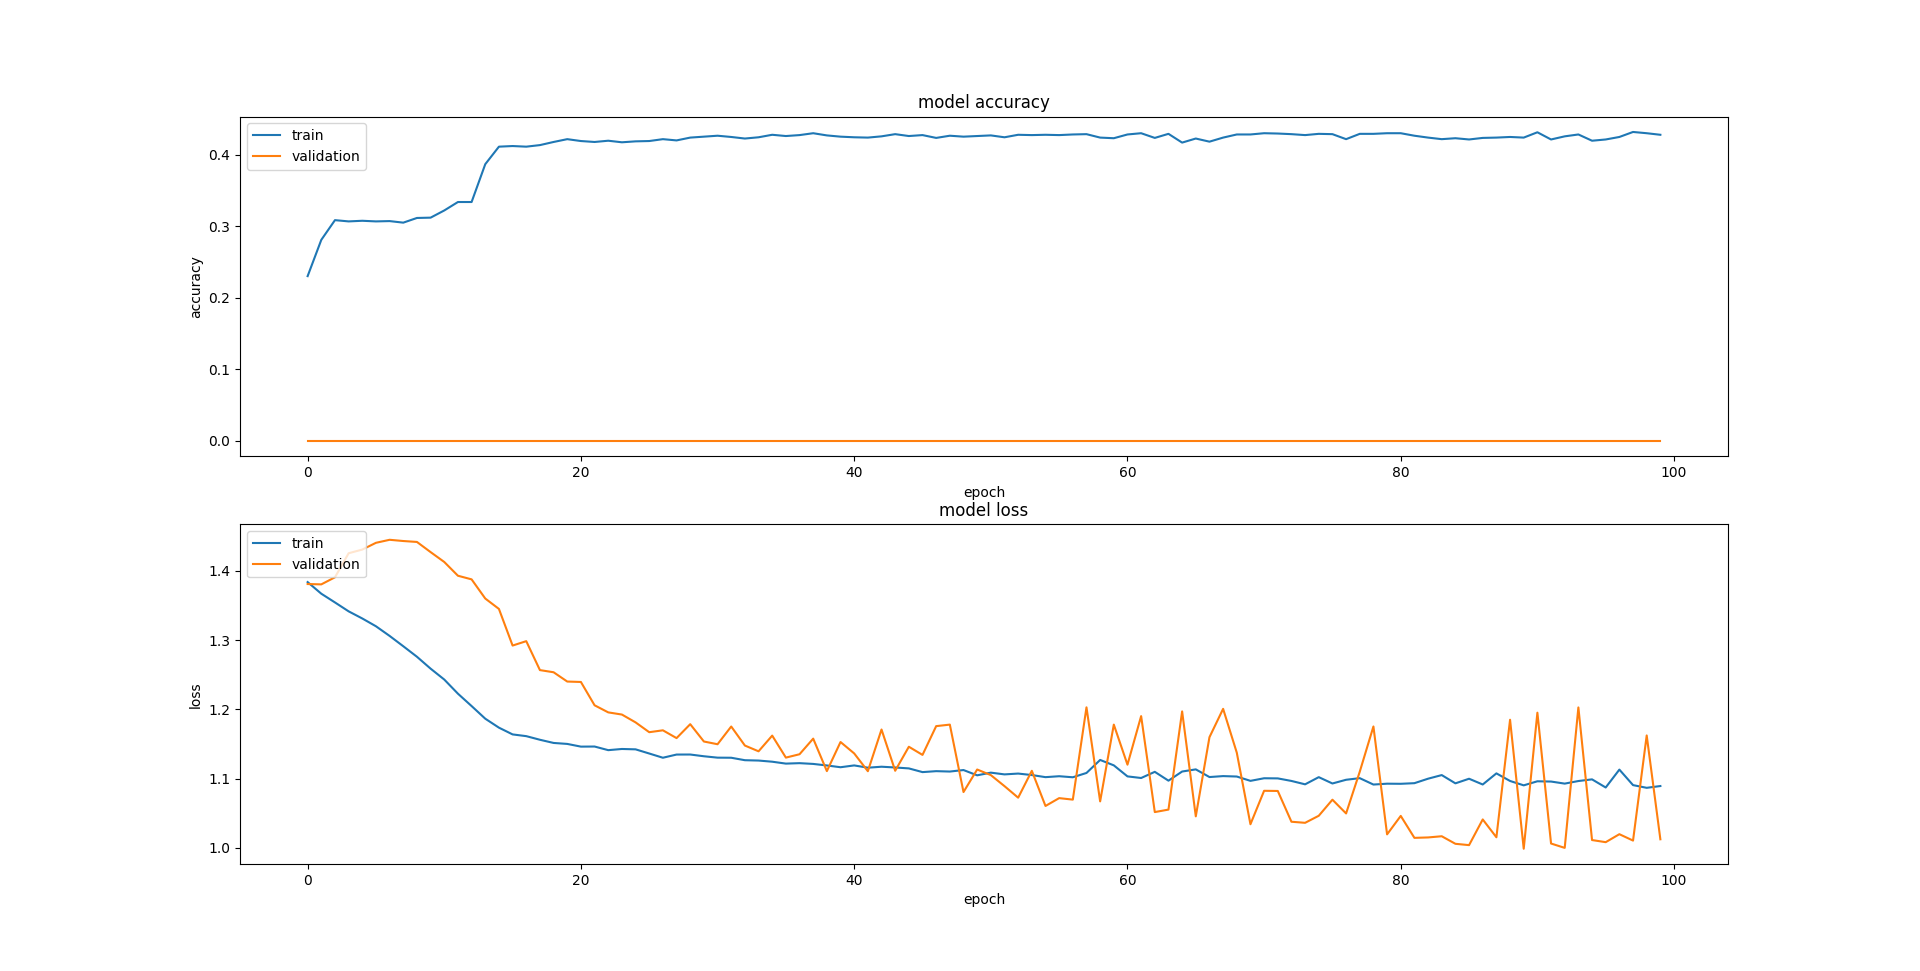 model accuracy
train
validation
0.4
0.3
0.2
0.1
0.0
accuracy
0 20 40 60 80 100
epoch
model loss
train
validation
1.4
1.3
1.2
1.1
1.0
loss
0 20 40 60 80 100
epoch